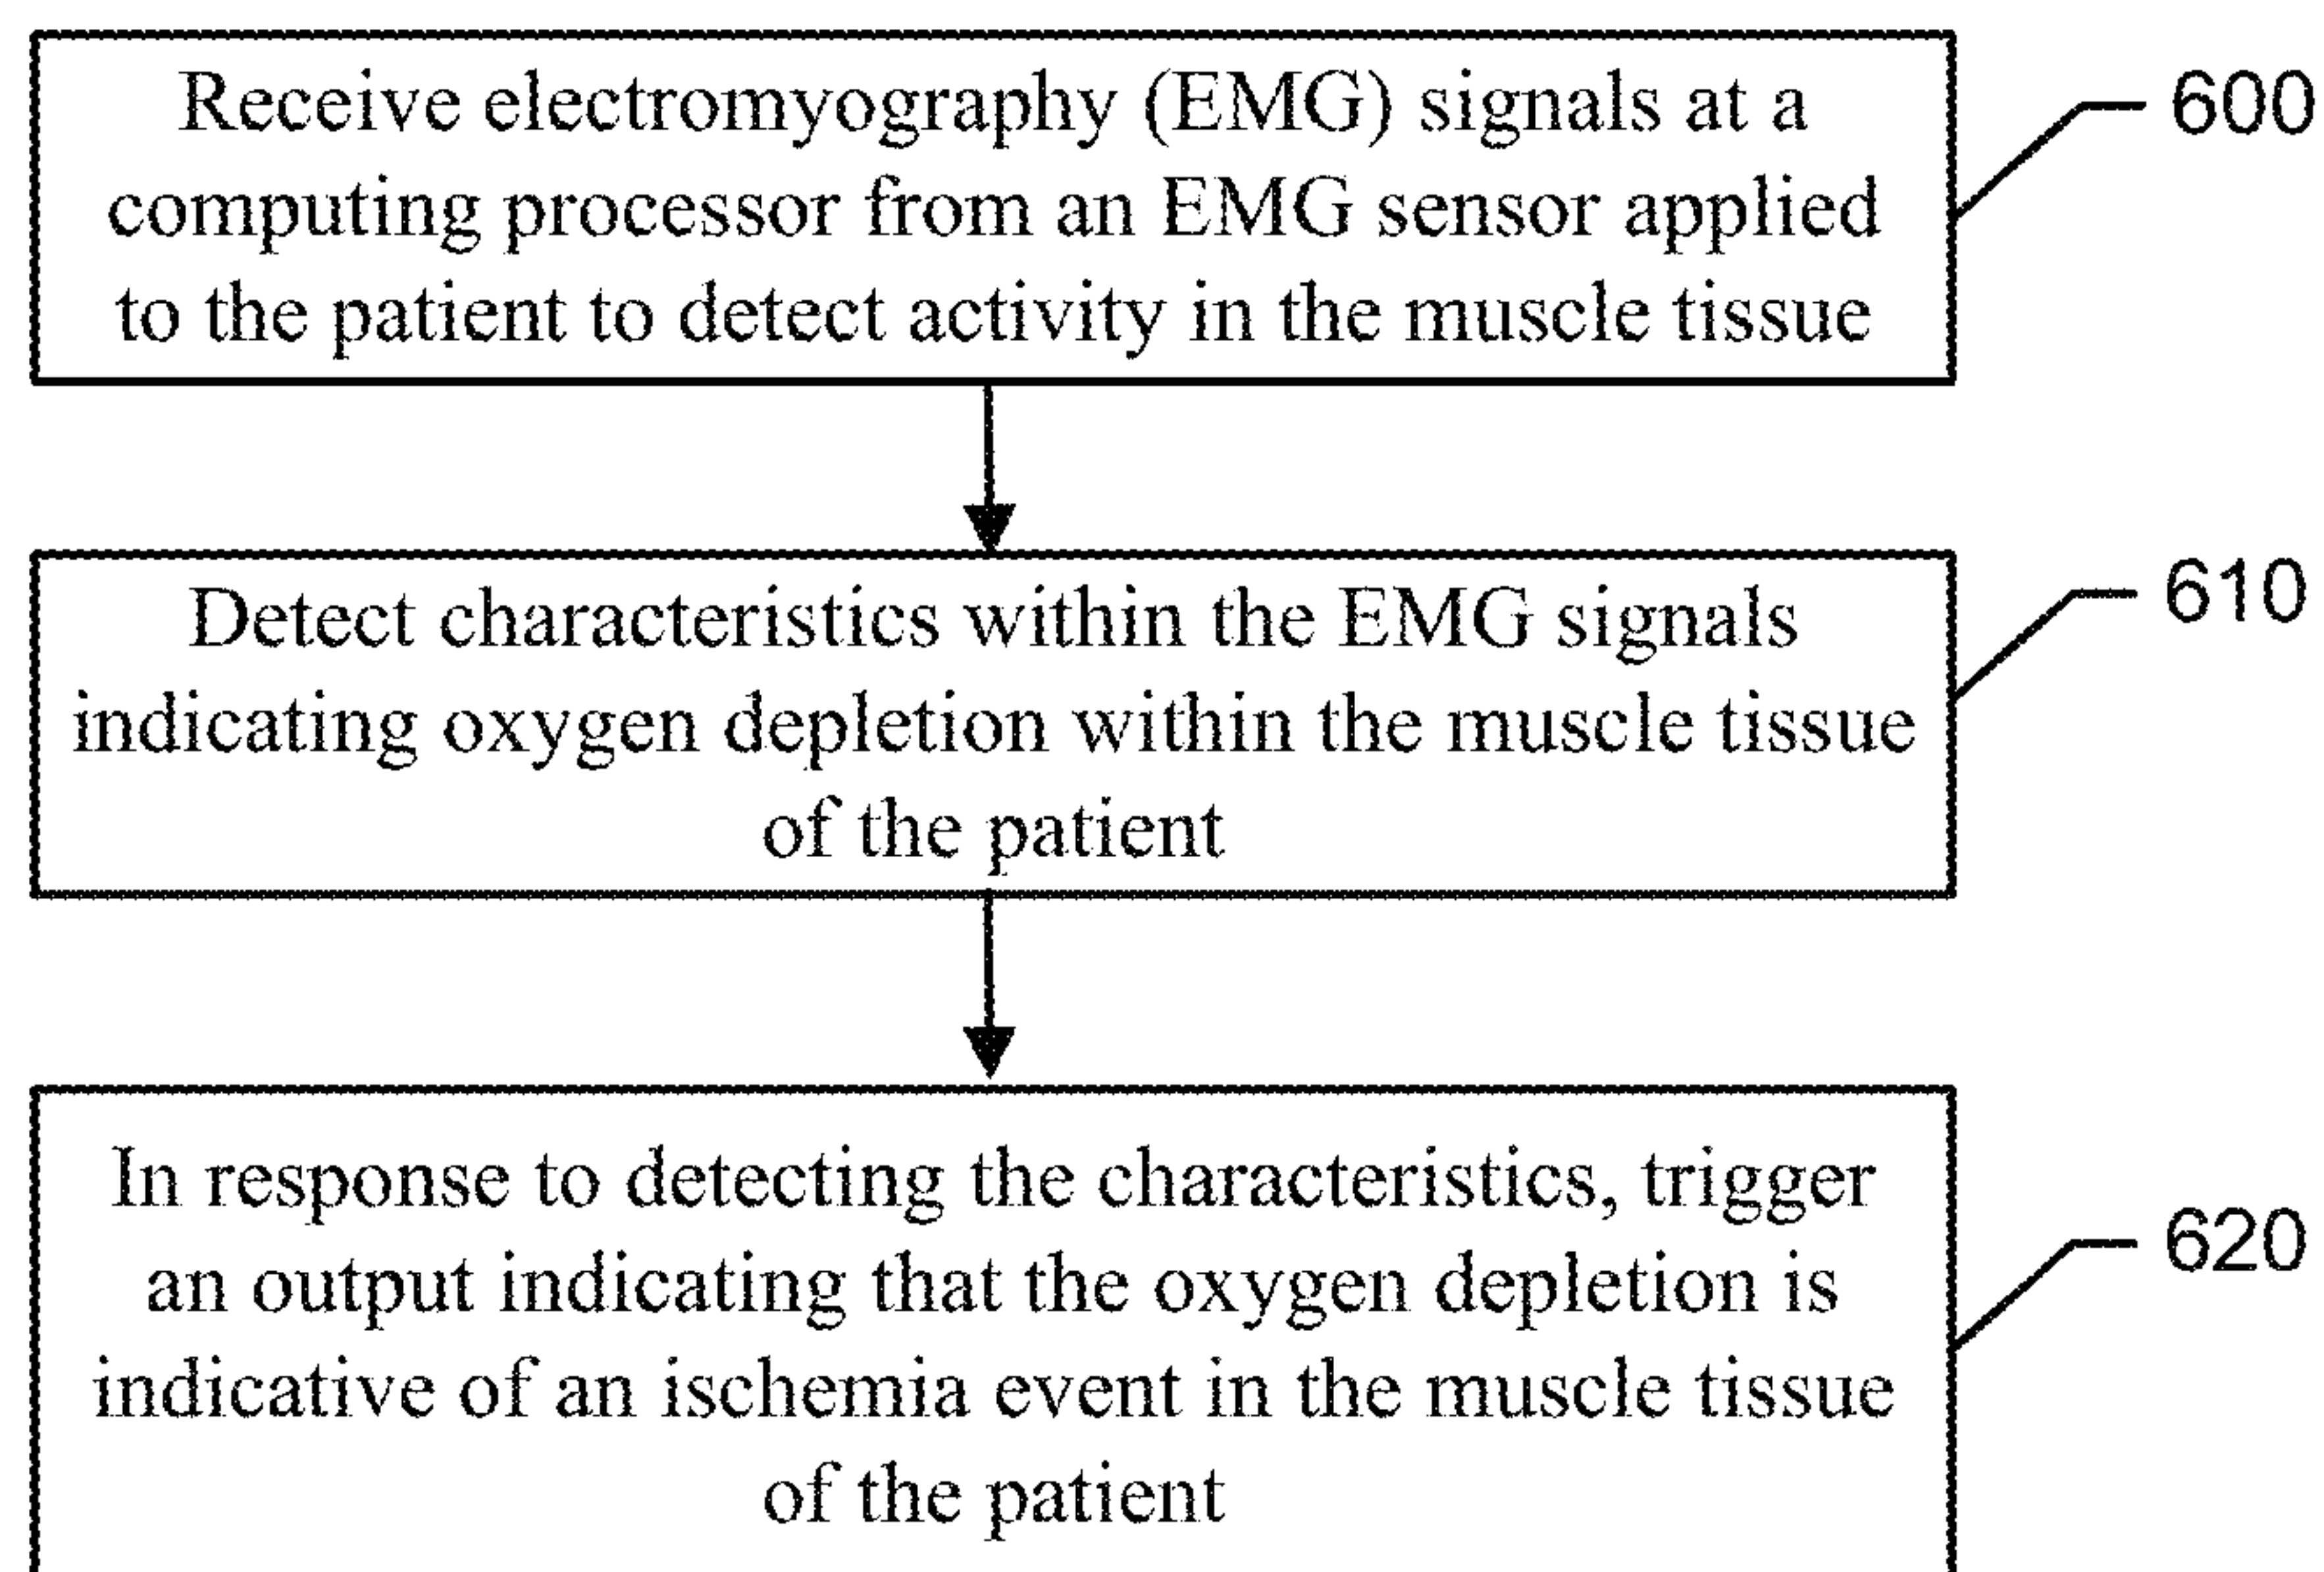 Receive electromyography (EMG) signals at a
computing processor from an EMG sensor applied
to the patient to detect activity in the muscle tissue
600
Detect characteristics within the EMG signals
indicating oxygen depletion within the muscle tissue
of the patient
610
In response to detecting the characteristics, trigger
an output indicating that the oxygen depletion is
indicative of an ischemia event in the muscle tissue
of the patient
620